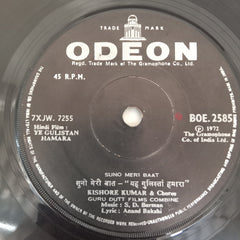 TRADE MARK
ODEON
Regd. Trade Mark of The Gramophone Co. Ltd.
45 R.P.M.
7XJW. 7255
BOE. 2585
Hindi Film :
YE GULISTAN
HAMARA
℗ 1972
Gramophone
Co. of India Ltd.
SUNO MERI BAAT
सुनो मेरी बात – "यह गुलिस्तां हमारा"
KISHORE KUMAR & Chorus
GURU DUTT FILMS COMBINE
Music : S. D. Burman
Lyric : Anand Bakshi